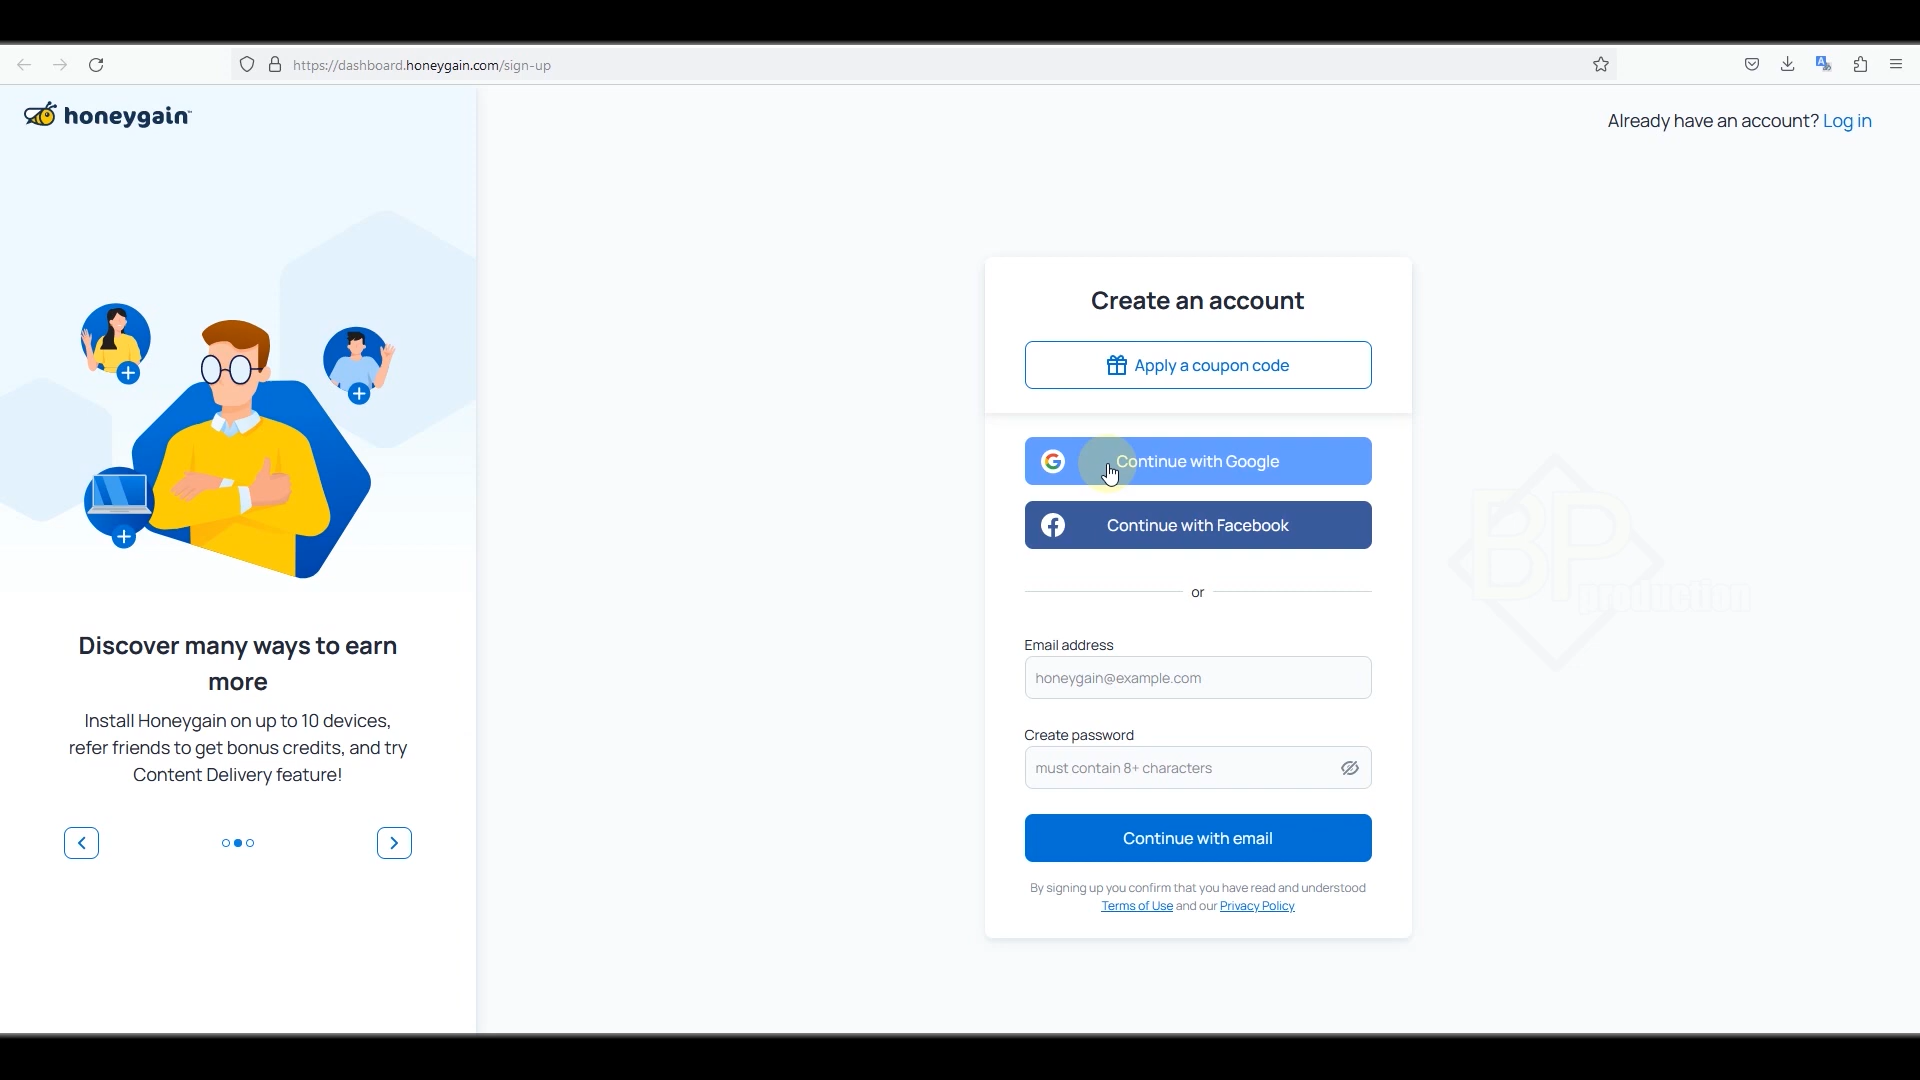 https://dashboard.honeygain.com/sign-up
honeygain
Already have an account? Log in
Create an account
Apply a coupon code
Continue with Google
Continue with Facebook
or
Email address
honeygain@example.com
Create password
must contain 8+ characters
Continue with email
By signing up you confirm that you have read and understood
Terms of Use and our Privacy Policy
Discover many ways to earn
more
Install Honeygain on up to 10 devices,
refer friends to get bonus credits, and try
Content Delivery feature!
BP
production